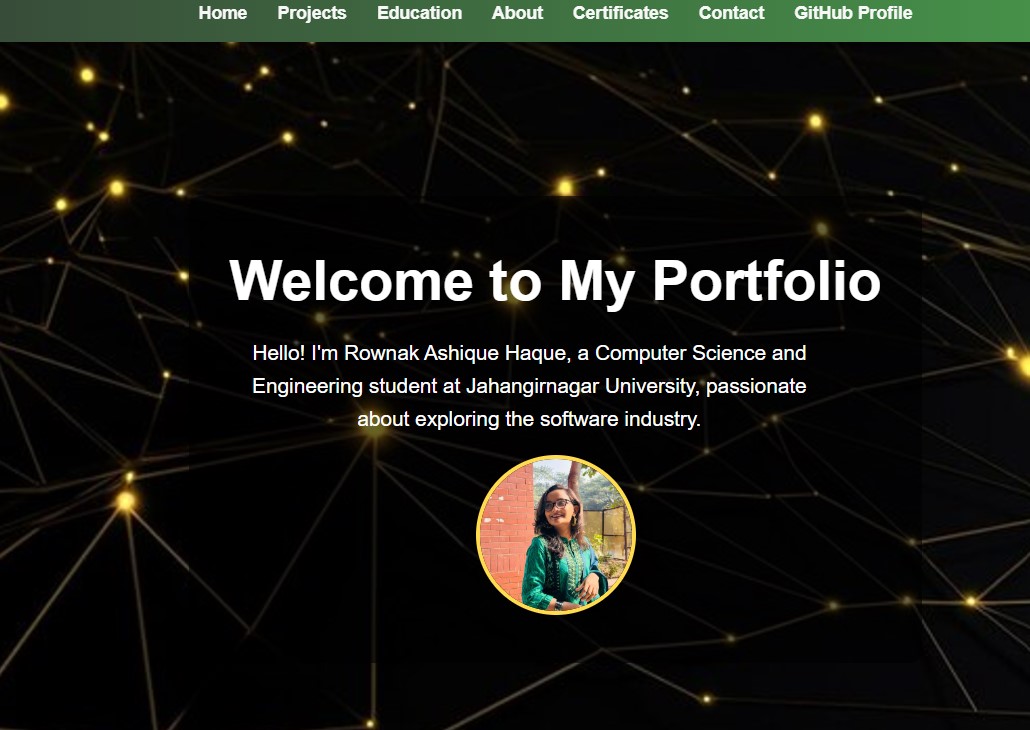 Home Projects Education About Certificates Contact GitHub Profile
Welcome to My Portfolio
Hello! I'm Rownak Ashique Haque, a Computer Science and
Engineering student at Jahangirnagar University, passionate
about exploring the software industry.